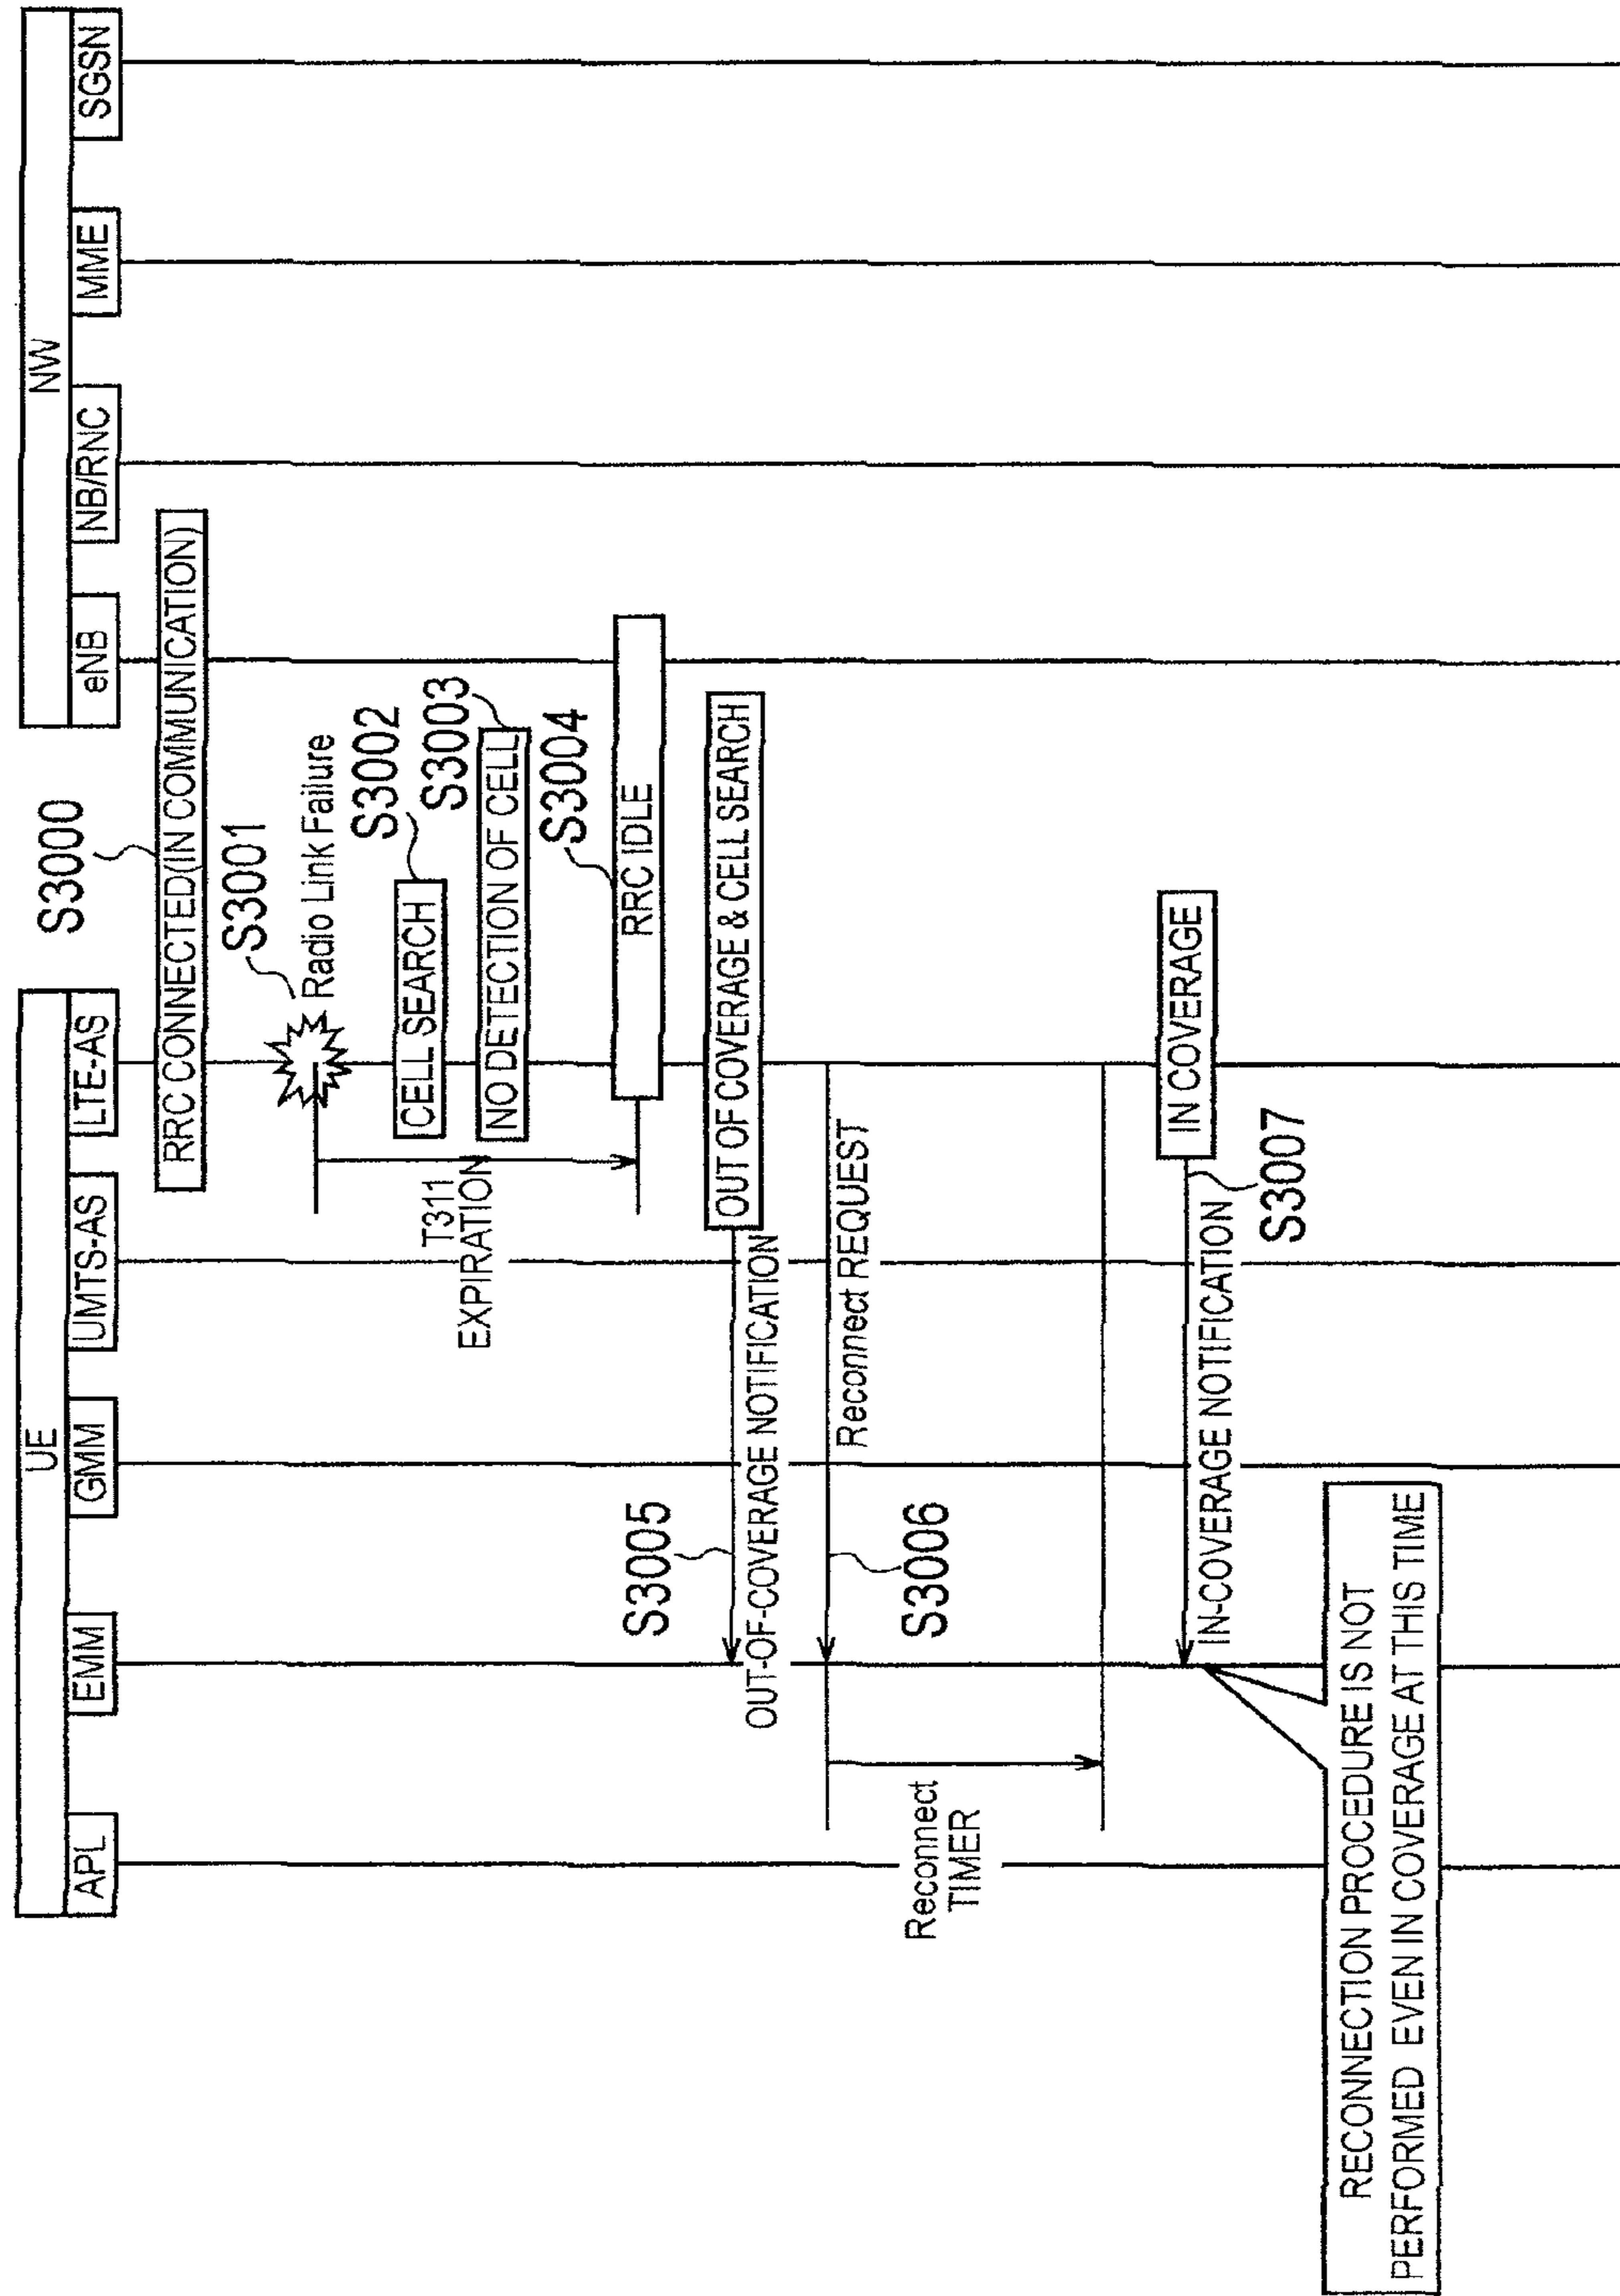 UE
NW
APL
EMM
GMM
UMTS-AS
LTE-AS
eNB
NB/RNC
MME
SGSN
S3000
RRC CONNECTED(IN COMMUNICATION)
S3001
Radio Link Failure
S3002
CELL SEARCH
S3003
NO DETECTION OF CELL
T311
EXPIRATION
S3004
RRC IDLE
OUT OF COVERAGE & CELL SEARCH
S3005
OUT-OF-COVERAGE NOTIFICATION
Reconnect REQUEST
S3006
Reconnect
TIMER
IN COVERAGE
IN-COVERAGE NOTIFICATION
S3007
RECONNECTION PROCEDURE IS NOT
PERFORMED EVEN IN COVERAGE AT THIS TIME